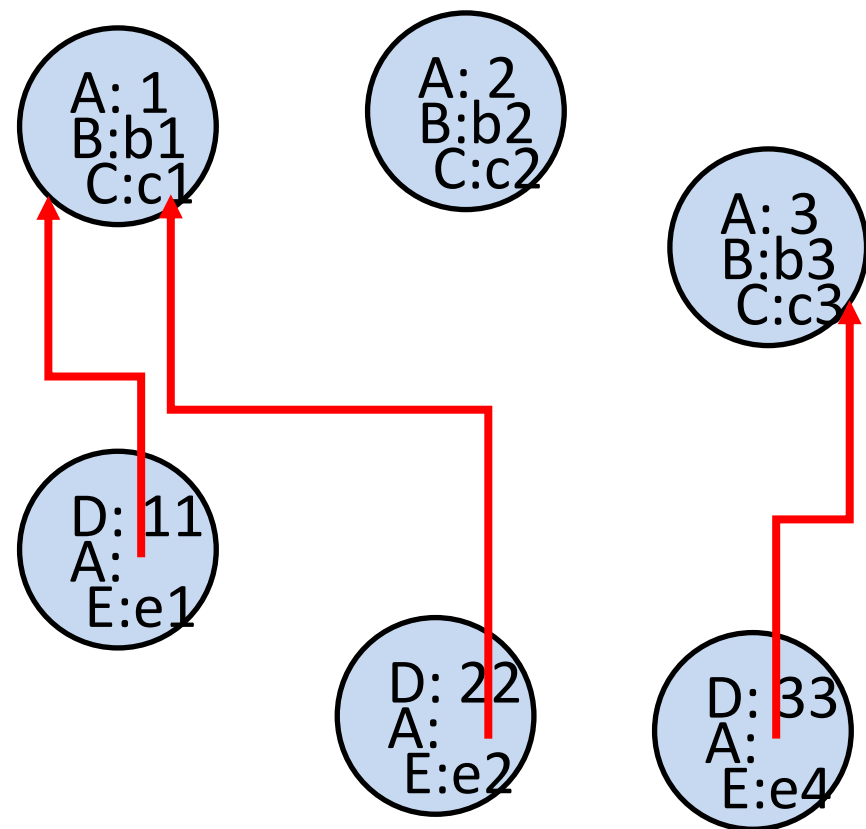 A: 1
B:b1
C:c1
A: 2
B:b2
C:c2
A: 3
B:b3
C:c3
D: 11
A:
E:e1
D: 22
A:
E:e2
D: 33
A:
E:e4